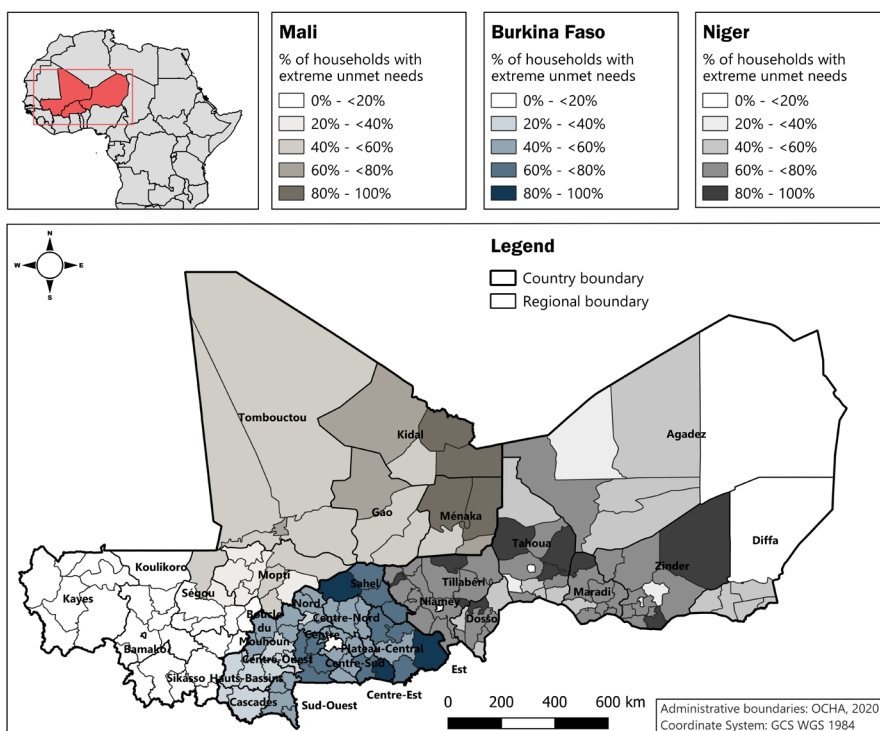 Mali
% of households with
extreme unmet needs
0% - <20%
20% - <40%
40% - <60%
60% - <80%
80% - 100%
Burkina Faso
% of households with
extreme unmet needs
0% - <20%
20% - <40%
40% - <60%
60% - <80%
80% - 100%
Niger
% of households with
extreme unmet needs
0% - <20%
20% - <40%
40% - <60%
60% - <80%
80% - 100%
N
W
E
S
Legend
Country boundary
Regional boundary
Tombouctou
Kidal
Agadez
Gao
Ménaka
Tahoua
Diffa
Koulikoro
Mopti
Sahel
Tillabéri
Zinder
Kayes
Ségou
Nord
Niamey
Maradi
Boucle
du
Mouhoun
Centre-Nord
Dosso
Centre
Bamako
Plateau-Central
Centre-Ouest
Centre-Sud
Est
Sikasso
Hauts-Bassins
Centre-Est
Cascades
Sud-Ouest
0 200 400 600 km
Administrative boundaries: OCHA, 2020
Coordinate System: GCS WGS 1984